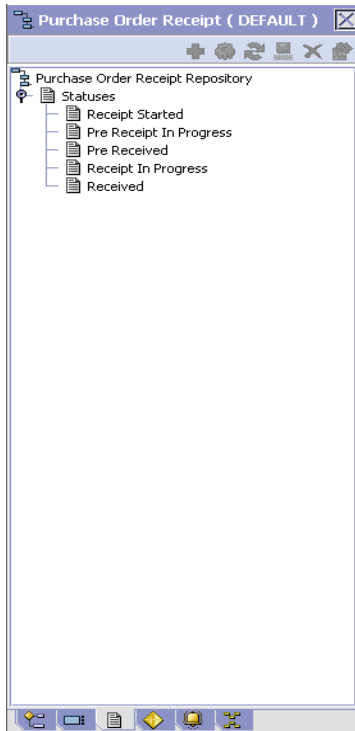 Purchase Order Receipt ( DEFAULT )
Purchase Order Receipt Repository
Statuses
Receipt Started
Pre Receipt In Progress
Pre Received
Receipt In Progress
Received